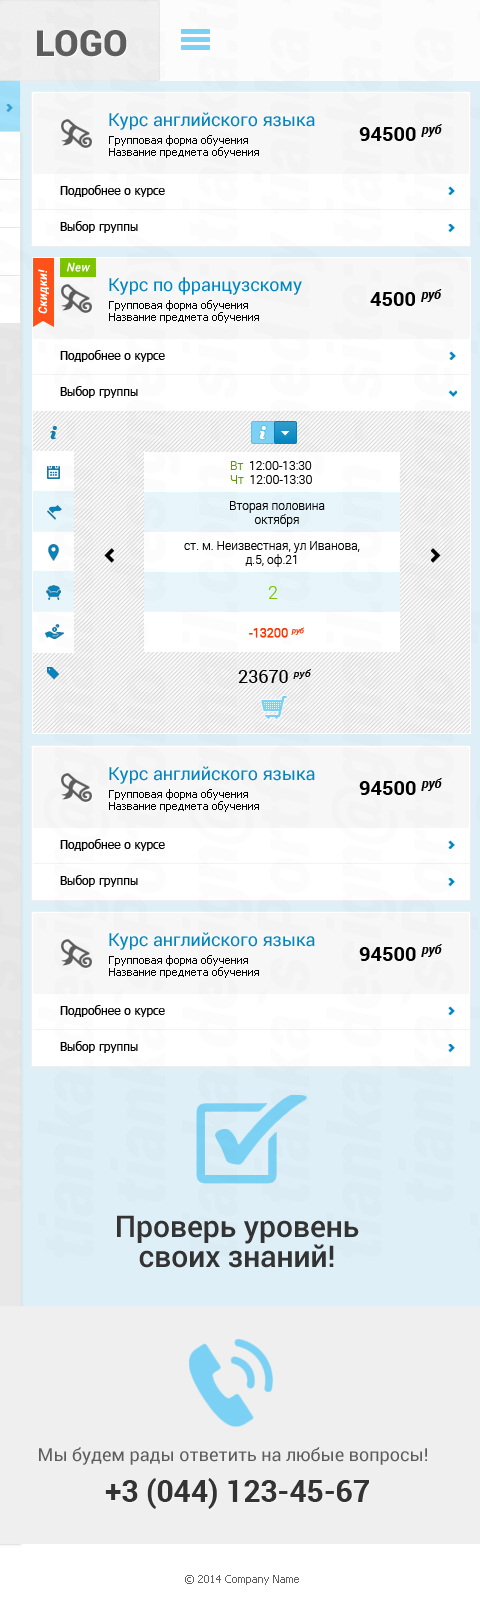 LOGO
Курс английского языка
Групповая форма обучения
Название предмета обучения
94500 руб
Подробнее о курсе
Выбор группы
Скидки!
New
Курс по французскому
Групповая форма обучения
Название предмета обучения
4500 руб
Подробнее о курсе
Выбор группы
Вт 12:00-13:30
Чт 12:00-13:30
Вторая половина
октября
ст. м. Неизвестная, ул Иванова,
д.5, оф.21
2
-13200 руб
23670 руб
Курс английского языка
Групповая форма обучения
Название предмета обучения
94500 руб
Подробнее о курсе
Выбор группы
Курс английского языка
Групповая форма обучения
Название предмета обучения
94500 руб
Подробнее о курсе
Выбор группы
Проверь уровень
своих знаний!
Мы будем рады ответить на любые вопросы!
+3 (044) 123-45-67
© 2014 Company Name